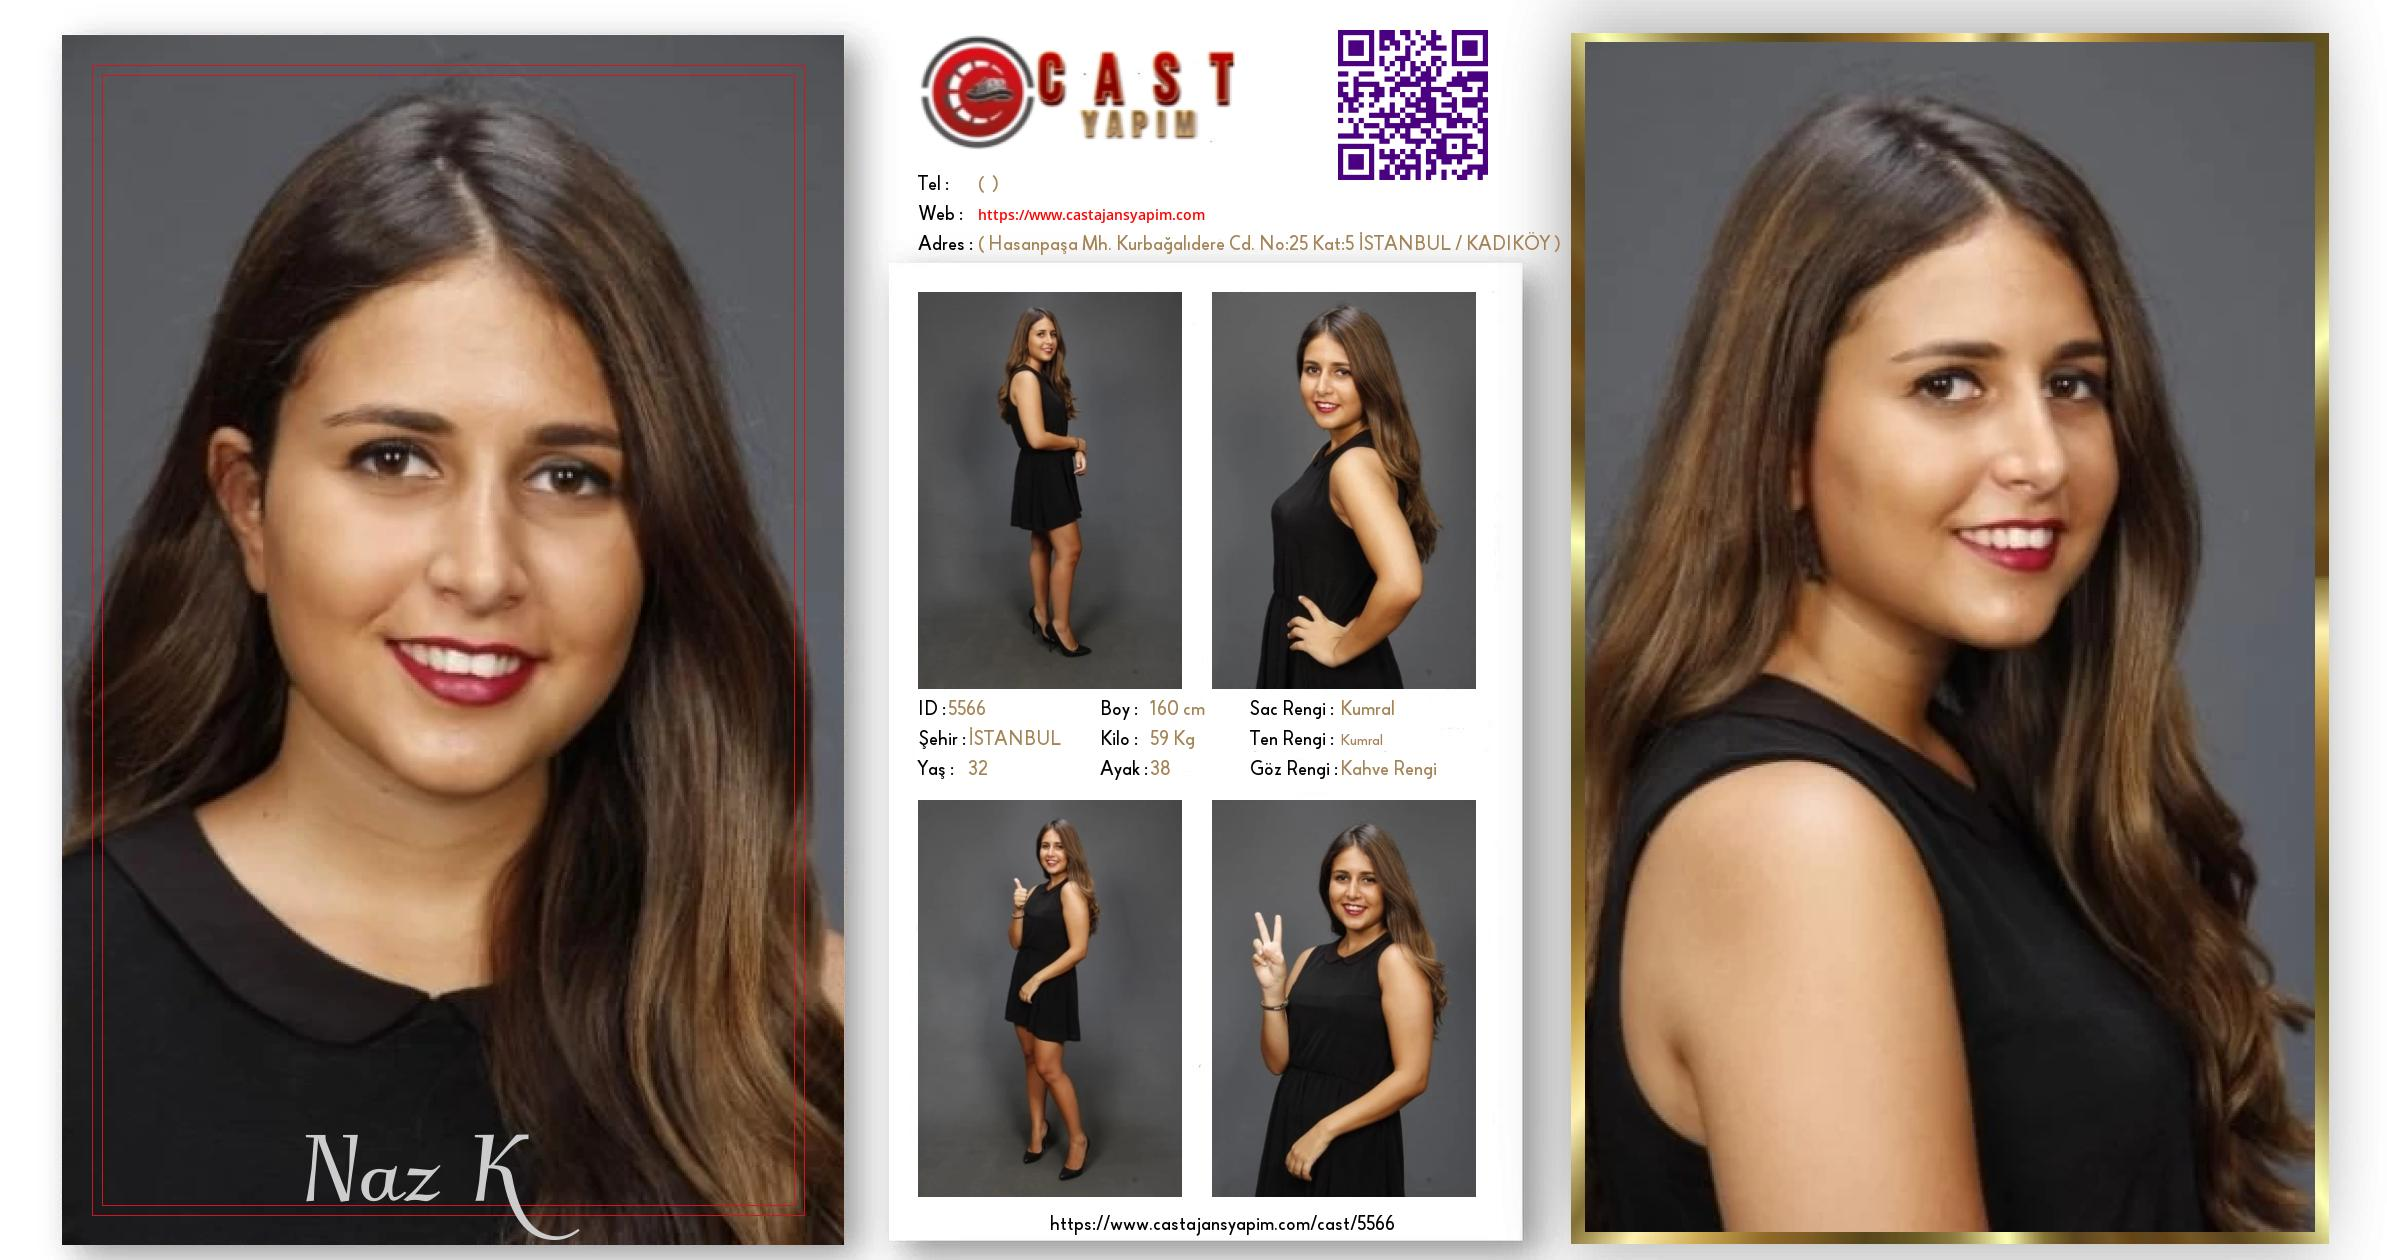 CAST
YAPIM
Tel : ( )
Web : https://www.castajansyapim.com
Adres : ( Hasanpaşa Mh. Kurbağalıdere Cd. No:25 Kat:5 İSTANBUL / KADIKÖY )
ID : 5566 Boy : 160 cm Sac Rengi : Kumral
Şehir : İSTANBUL Kilo : 59 Kg Ten Rengi : Kumral
Yaş : 32 Ayak : 38 Göz Rengi : Kahve Rengi
Naz K
https://www.castajansyapim.com/cast/5566